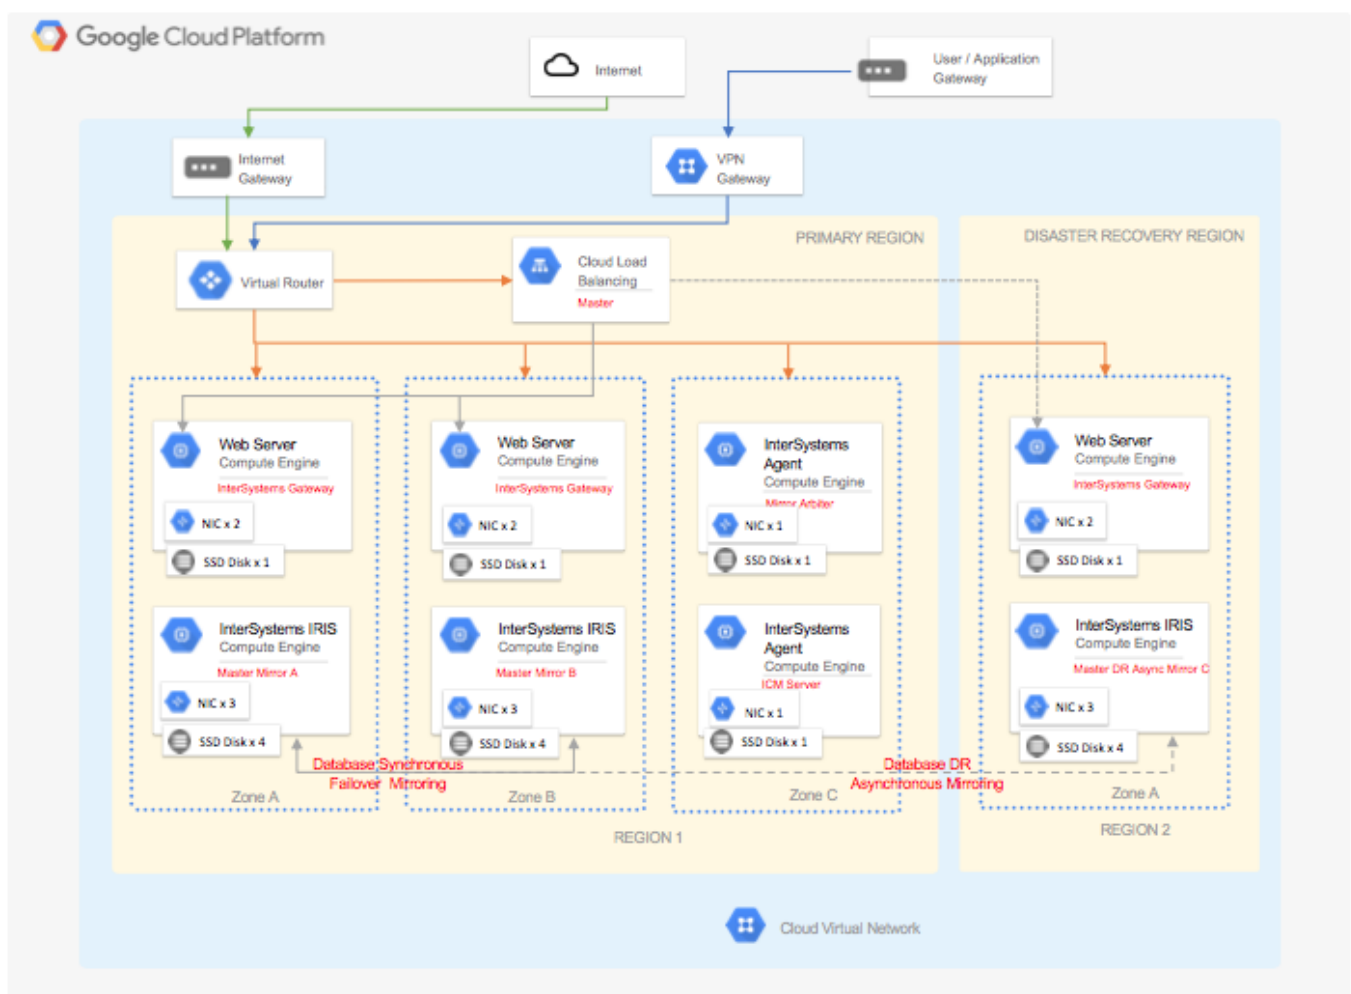 Google Cloud Platform
Internet
User / Application
Gateway
Internet
Gateway
VPN
Gateway
PRIMARY REGION
DISASTER RECOVERY REGION
Virtual Router
Cloud Load
Balancing
Master
Web Server
Compute Engine
InterSystems Gateway
NIC x 2
SSD Disk x 1
InterSystems IRIS
Compute Engine
Master Mirror A
NIC x 3
SSD Disk x 4
Zone A
Web Server
Compute Engine
InterSystems Gateway
NIC x 2
SSD Disk x 1
InterSystems IRIS
Compute Engine
Master Mirror B
NIC x 3
SSD Disk x 4
Zone B
Database Synchronous
Failover Mirroring
InterSystems
Agent
Compute Engine
Mirror Arbiter
NIC x 1
SSD Disk x 1
InterSystems
Agent
Compute Engine
ICM Server
NIC x 1
SSD Disk x 1
Zone C
Database DR
Asynchronous Mirroring
Web Server
Compute Engine
InterSystems Gateway
NIC x 2
SSD Disk x 1
InterSystems IRIS
Compute Engine
Master DR Async Mirror C
NIC x 3
SSD Disk x 4
Zone A
REGION 1
REGION 2
Cloud Virtual Network